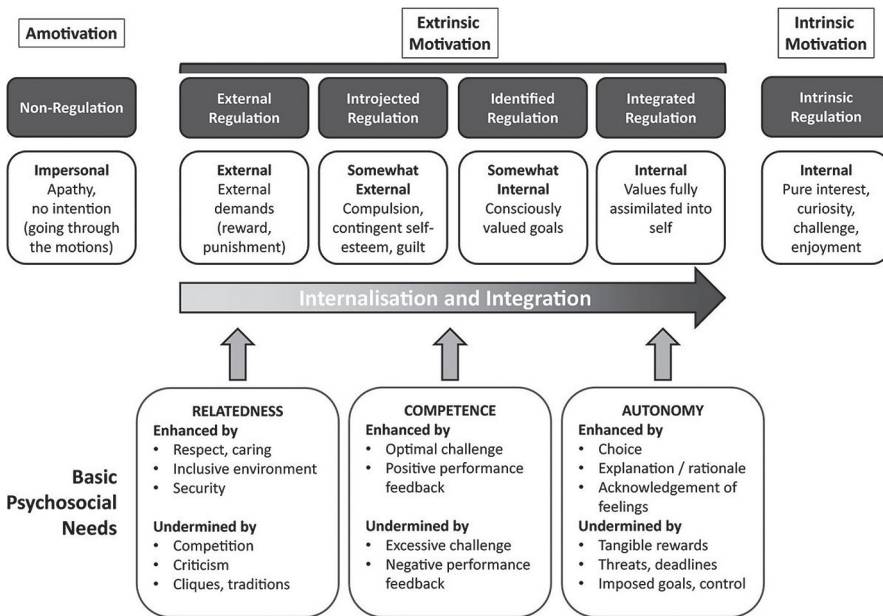 Amotivation
Extrinsic
Motivation
Intrinsic
Motivation
Non-Regulation
External
Regulation
Introjected
Regulation
Identified
Regulation
Integrated
Regulation
Intrinsic
Regulation
Impersonal
Apathy,
no intention
(going through
the motions)
External
External
demands
(reward,
punishment)
Somewhat
External
Compulsion,
contingent self-
esteem, guilt
Somewhat
Internal
Consciously
valued goals
Internal
Values fully
assimilated into
self
Internal
Pure interest,
curiosity,
challenge,
enjoyment
Internalisation and Integration
Basic
Psychosocial
Needs
RELATEDNESS
Enhanced by
• Respect, caring
• Inclusive environment
• Security
Undermined by
• Competition
• Criticism
• Cliques, traditions
COMPETENCE
Enhanced by
• Optimal challenge
• Positive performance
feedback
Undermined by
• Excessive challenge
• Negative performance
feedback
AUTONOMY
Enhanced by
• Choice
• Explanation / rationale
• Acknowledgement of
feelings
Undermined by
• Tangible rewards
• Threats, deadlines
• Imposed goals, control